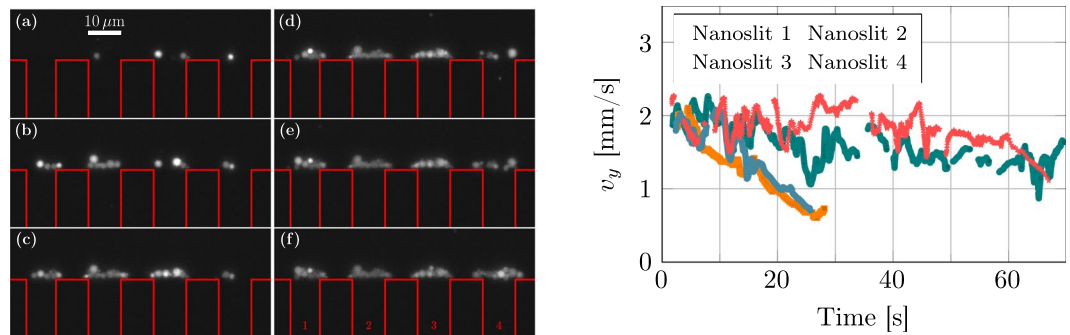 (a)
10 μm
(b)
(c)
(d)
(e)
(f)
1 2 3 4
Nanoslit 1 Nanoslit 2
Nanoslit 3 Nanoslit 4
3
2
1
0
v_y [mm/s]
0 20 40 60
Time [s]